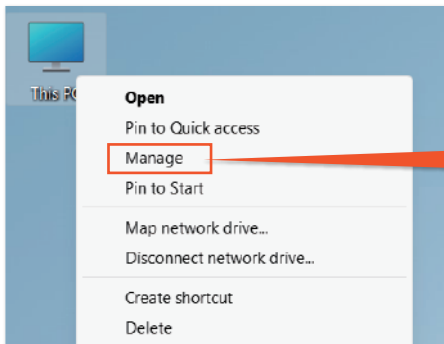 This PC
Open
Pin to Quick access
Manage
Pin to Start
Map network drive...
Disconnect network drive...
Create shortcut
Delete